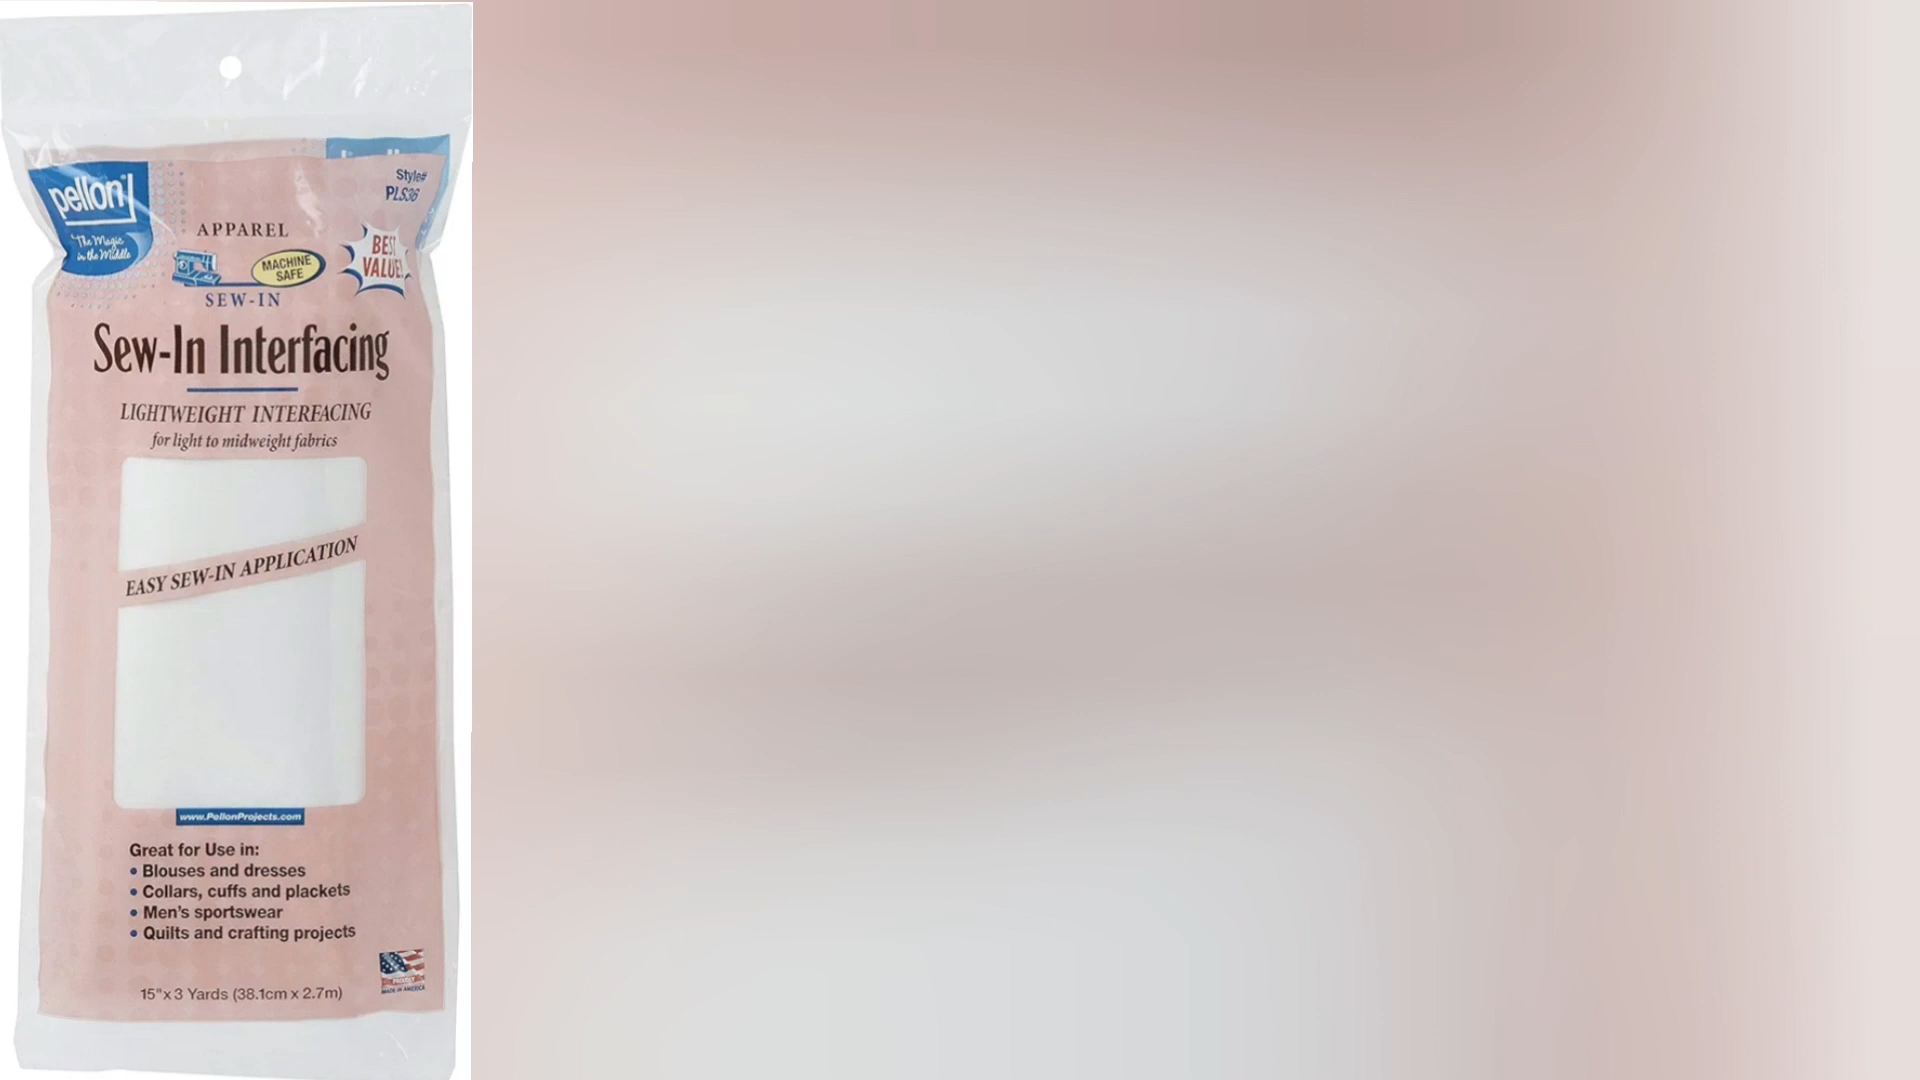 pellon
The Magic
in the Middle
Style#
PLS36
APPAREL
MACHINE
SAFE
BEST
VALUE!
SEW-IN
Sew-In Interfacing
LIGHTWEIGHT INTERFACING
for light to midweight fabrics
EASY SEW-IN APPLICATION
www.PellonProjects.com
Great for Use in:
• Blouses and dresses
• Collars, cuffs and plackets
• Men's sportswear
• Quilts and crafting projects
PROUDLY
MADE IN AMERICA
15"x 3 Yards (38.1cm x 2.7m)